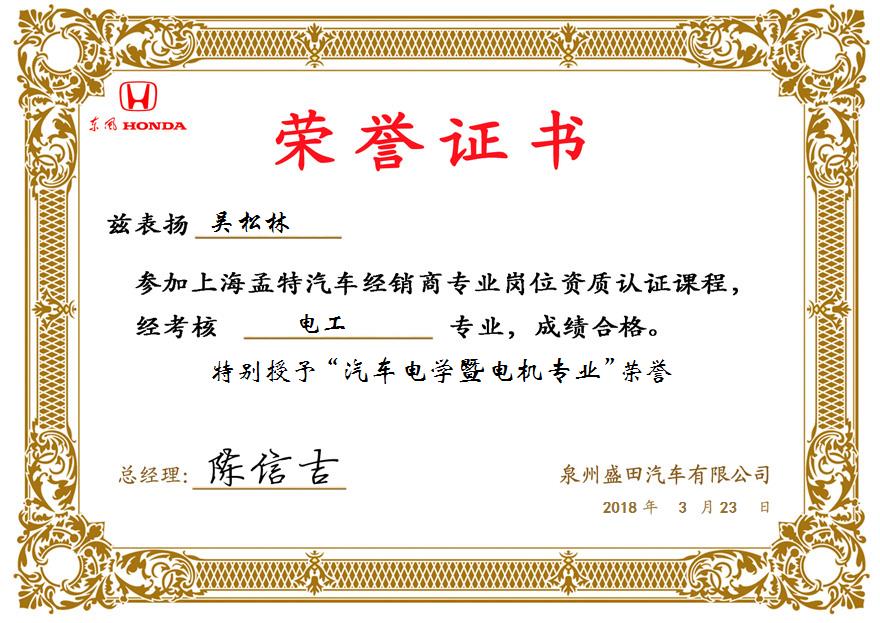 东风 HONDA
荣誉证书
兹表扬 吴松林
参加上海孟特汽车经销商专业岗位资质认证课程，
经考核 电工 专业，成绩合格。
特别授予“汽车电学暨电机专业”荣誉
总经理: 陈信吉
泉州盛田汽车有限公司
2018 年 3 月 23 日